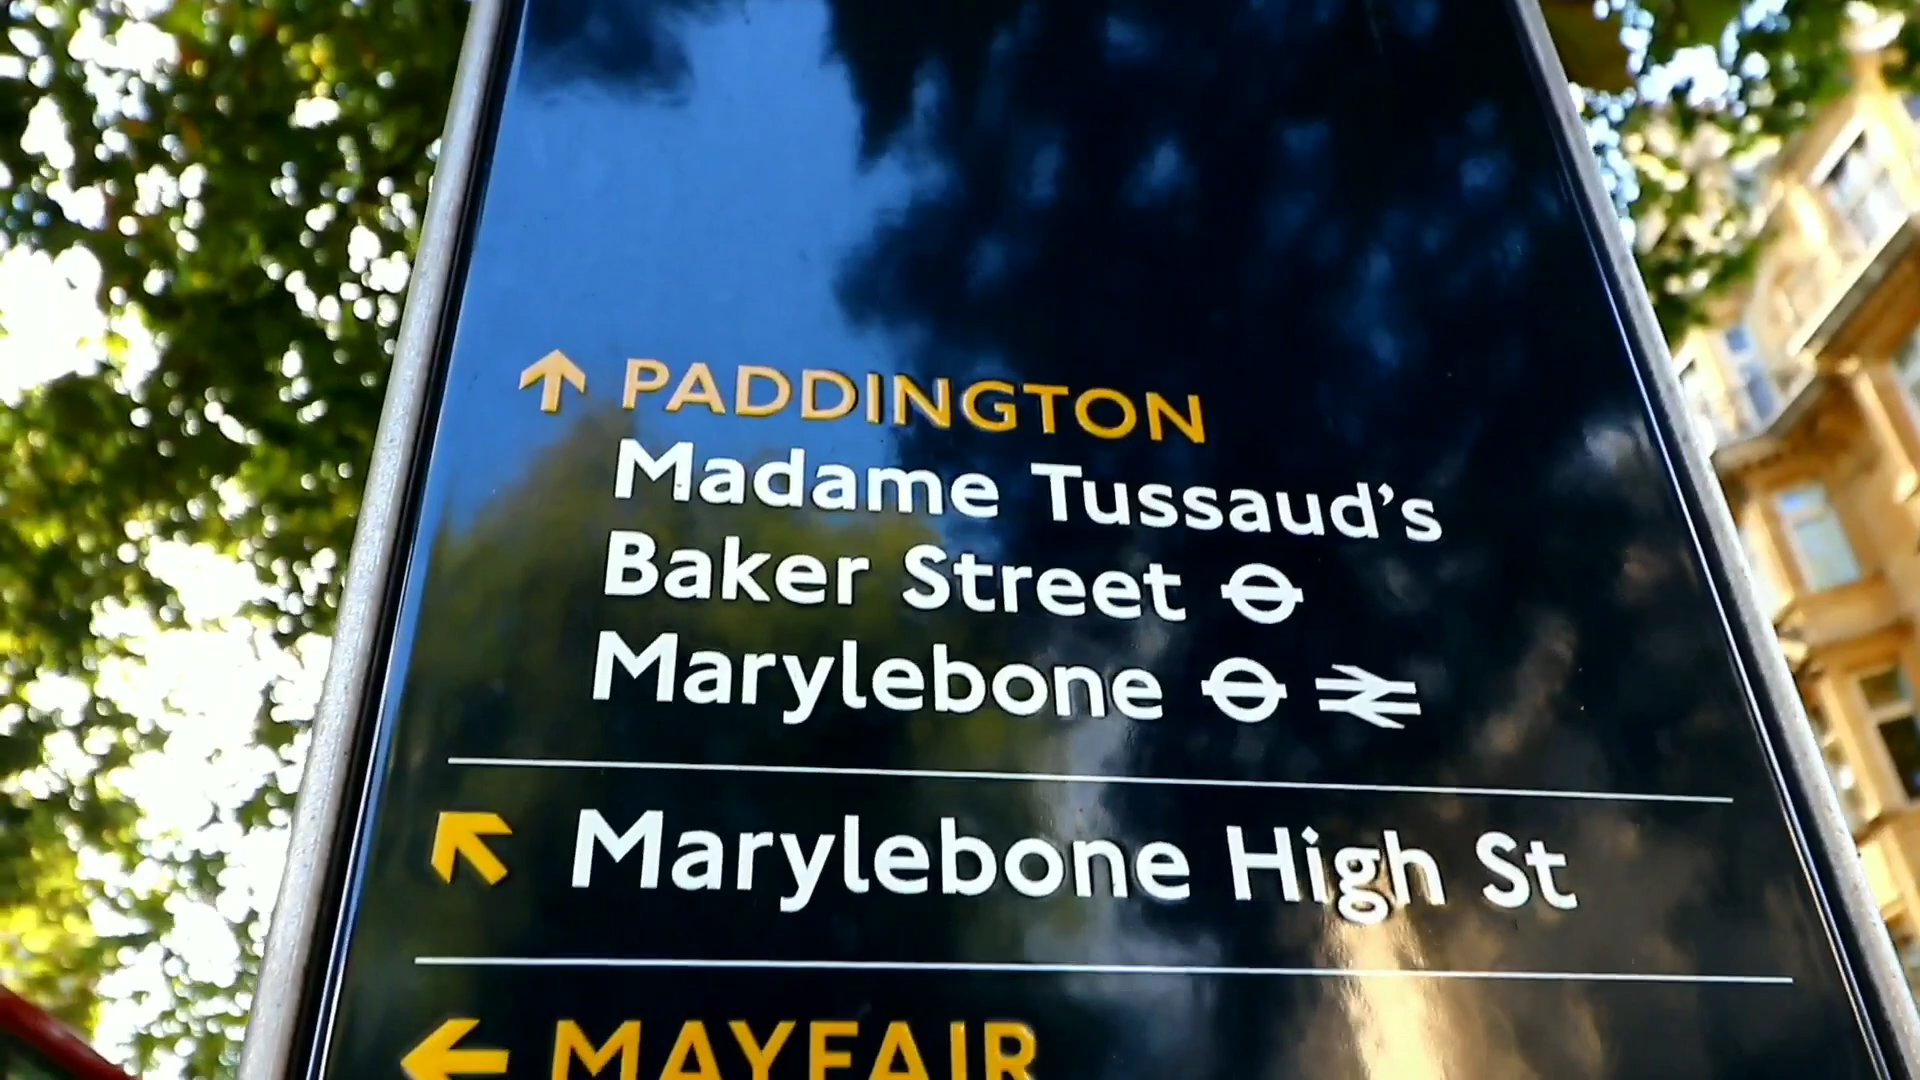 PADDINGTON
Madame Tussaud's
Baker Street
Marylebone
Marylebone High St
MAYFAIR